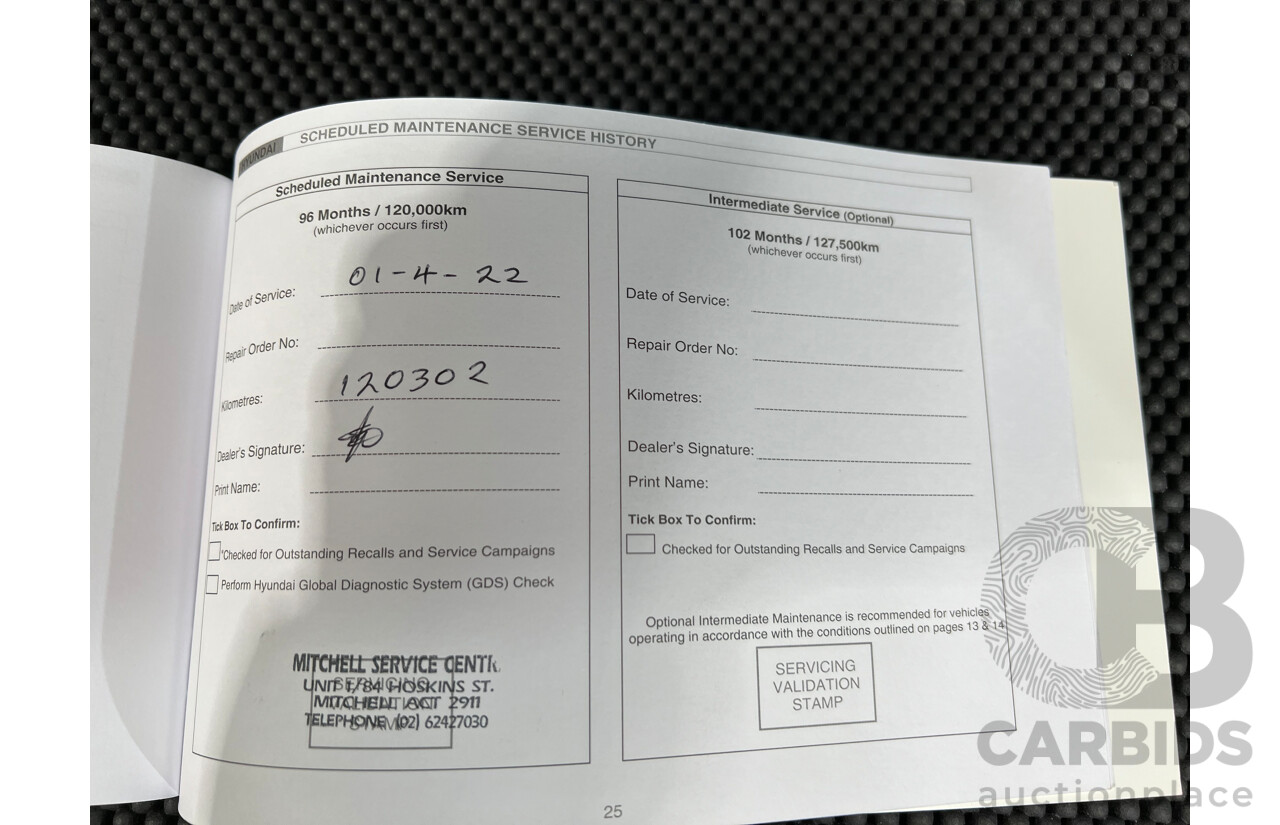 HYUNDAI
SCHEDULED MAINTENANCE SERVICE HISTORY
Scheduled Maintenance Service
96 Months / 120,000km
(whichever occurs first)
Date of Service: 01-4-22
Repair Order No:
Kilometres: 120302
Dealer's Signature:
Print Name:
Tick Box To Confirm:
*Checked for Outstanding Recalls and Service Campaigns
Perform Hyundai Global Diagnostic System (GDS) Check
MITCHELL SERVICE CENTR
UNIT 1/84 HOSKINS ST.
MITCHELL ACT 2911
TELEPHONE (02) 62427030
SERVICING
VALIDATION
STAMP
Intermediate Service (Optional)
102 Months / 127,500km
(whichever occurs first)
Date of Service:
Repair Order No:
Kilometres:
Dealer's Signature:
Print Name:
Tick Box To Confirm:
Checked for Outstanding Recalls and Service Campaigns
Optional Intermediate Maintenance is recommended for vehicles
operating in accordance with the conditions outlined on pages 13 & 14
SERVICING
VALIDATION
STAMP
25
CB
CARBIDS
auctionplace